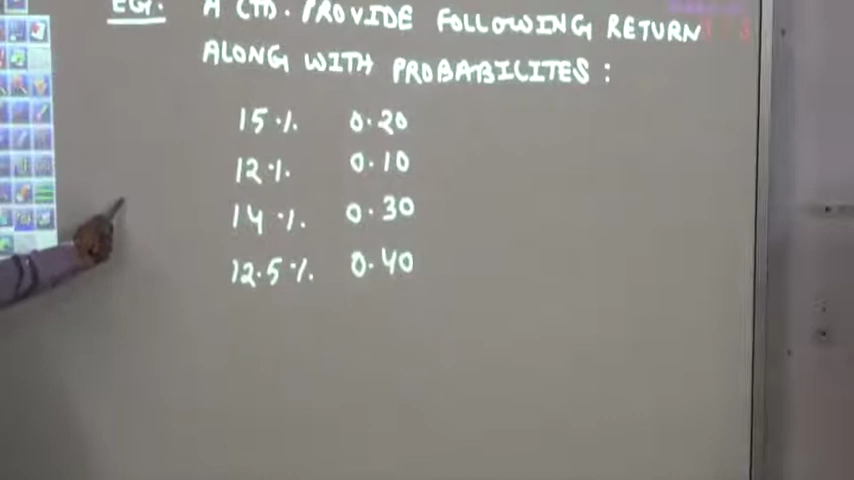 EG:. A LTD. PROVIDE FOLLOWING RETURN
ALONG WITH PROBABILITES :
15 % 0.20
12 % 0.10
14 % 0.30
12.5 % 0.40